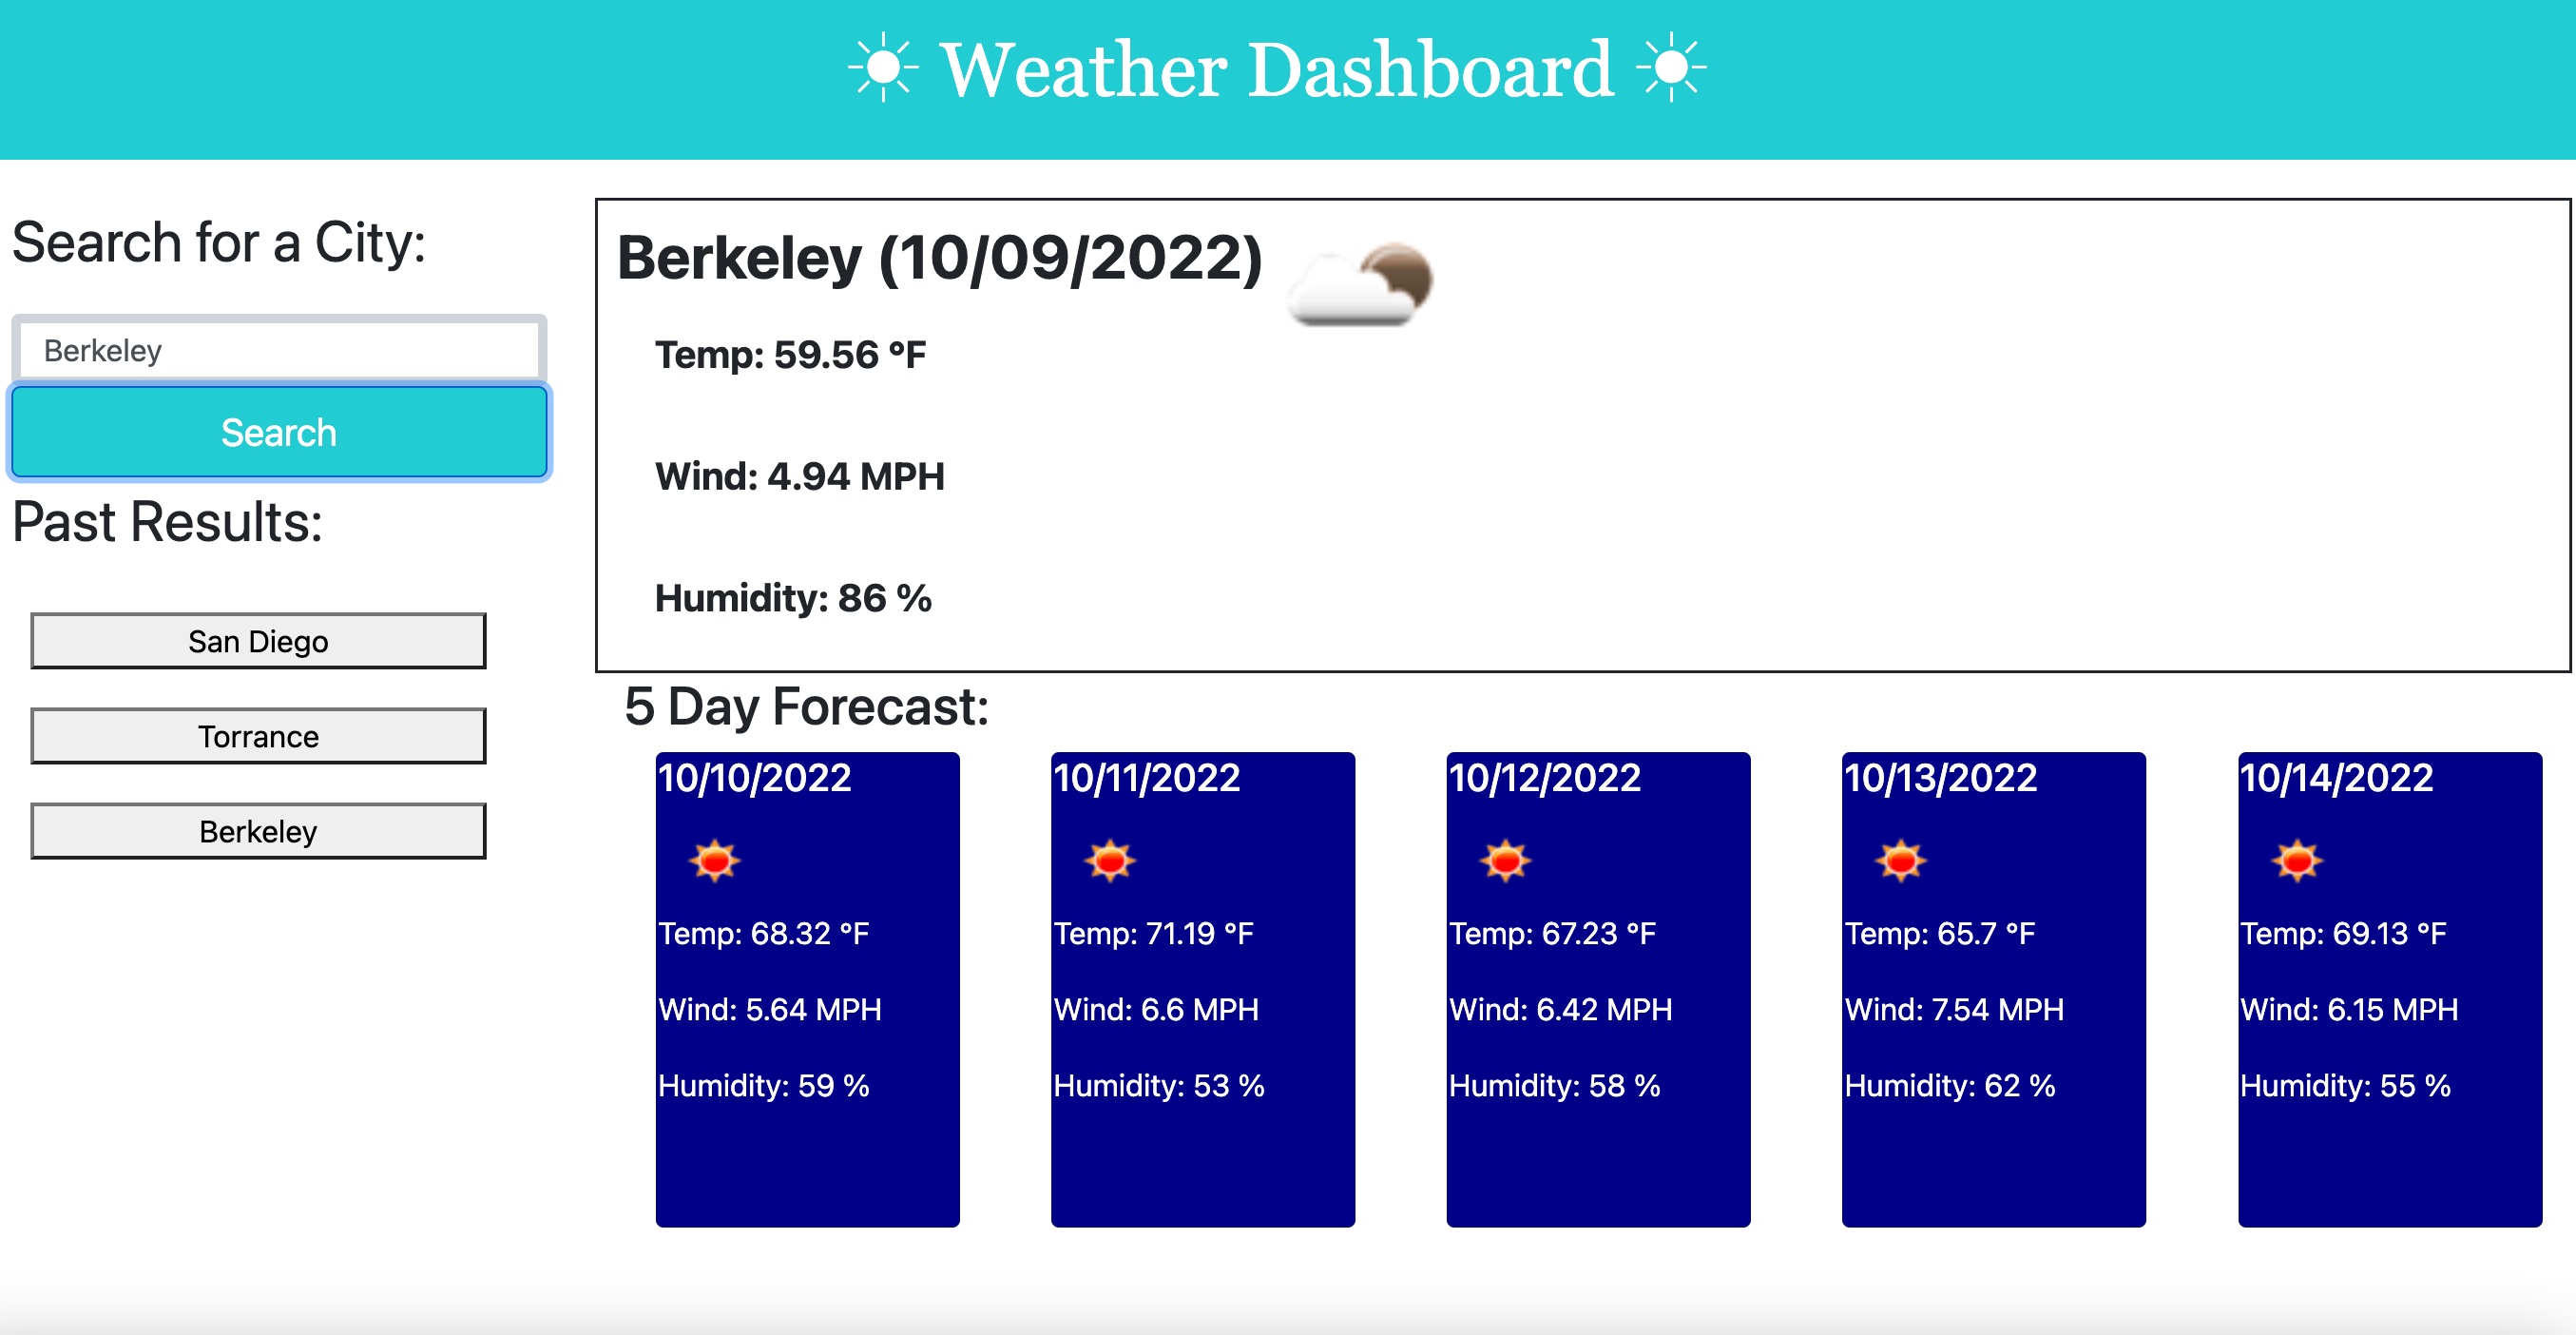 Weather Dashboard
Search for a City:
Berkeley
Search
Past Results:
San Diego
Torrance
Berkeley
Berkeley (10/09/2022)
Temp: 59.56 °F
Wind: 4.94 MPH
Humidity: 86 %
5 Day Forecast:
10/10/2022
Temp: 68.32 °F
Wind: 5.64 MPH
Humidity: 59 %
10/11/2022
Temp: 71.19 °F
Wind: 6.6 MPH
Humidity: 53 %
10/12/2022
Temp: 67.23 °F
Wind: 6.42 MPH
Humidity: 58 %
10/13/2022
Temp: 65.7 °F
Wind: 7.54 MPH
Humidity: 62 %
10/14/2022
Temp: 69.13 °F
Wind: 6.15 MPH
Humidity: 55 %